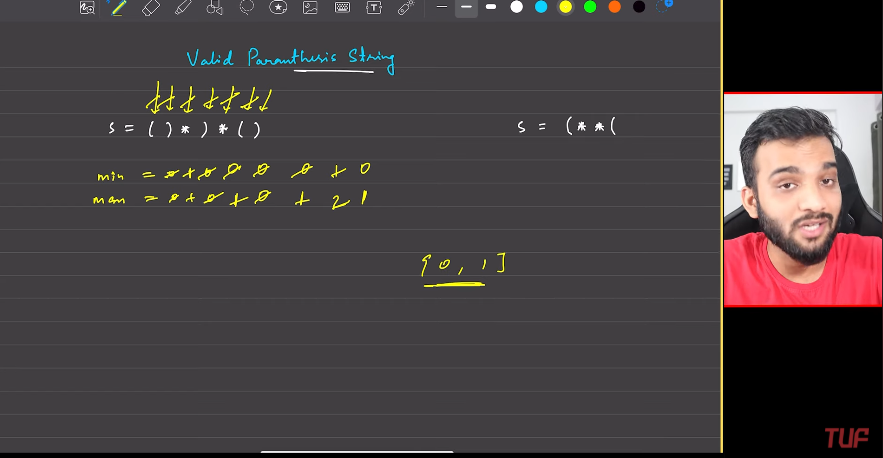 Valid Paranthesis String
s = ( ) * ) * ( )
s = ( * * (
min = 0 1 0 0 0 0 1 0
max = 0 1 0 1 0 1 2 1
[0, 1]
TUF